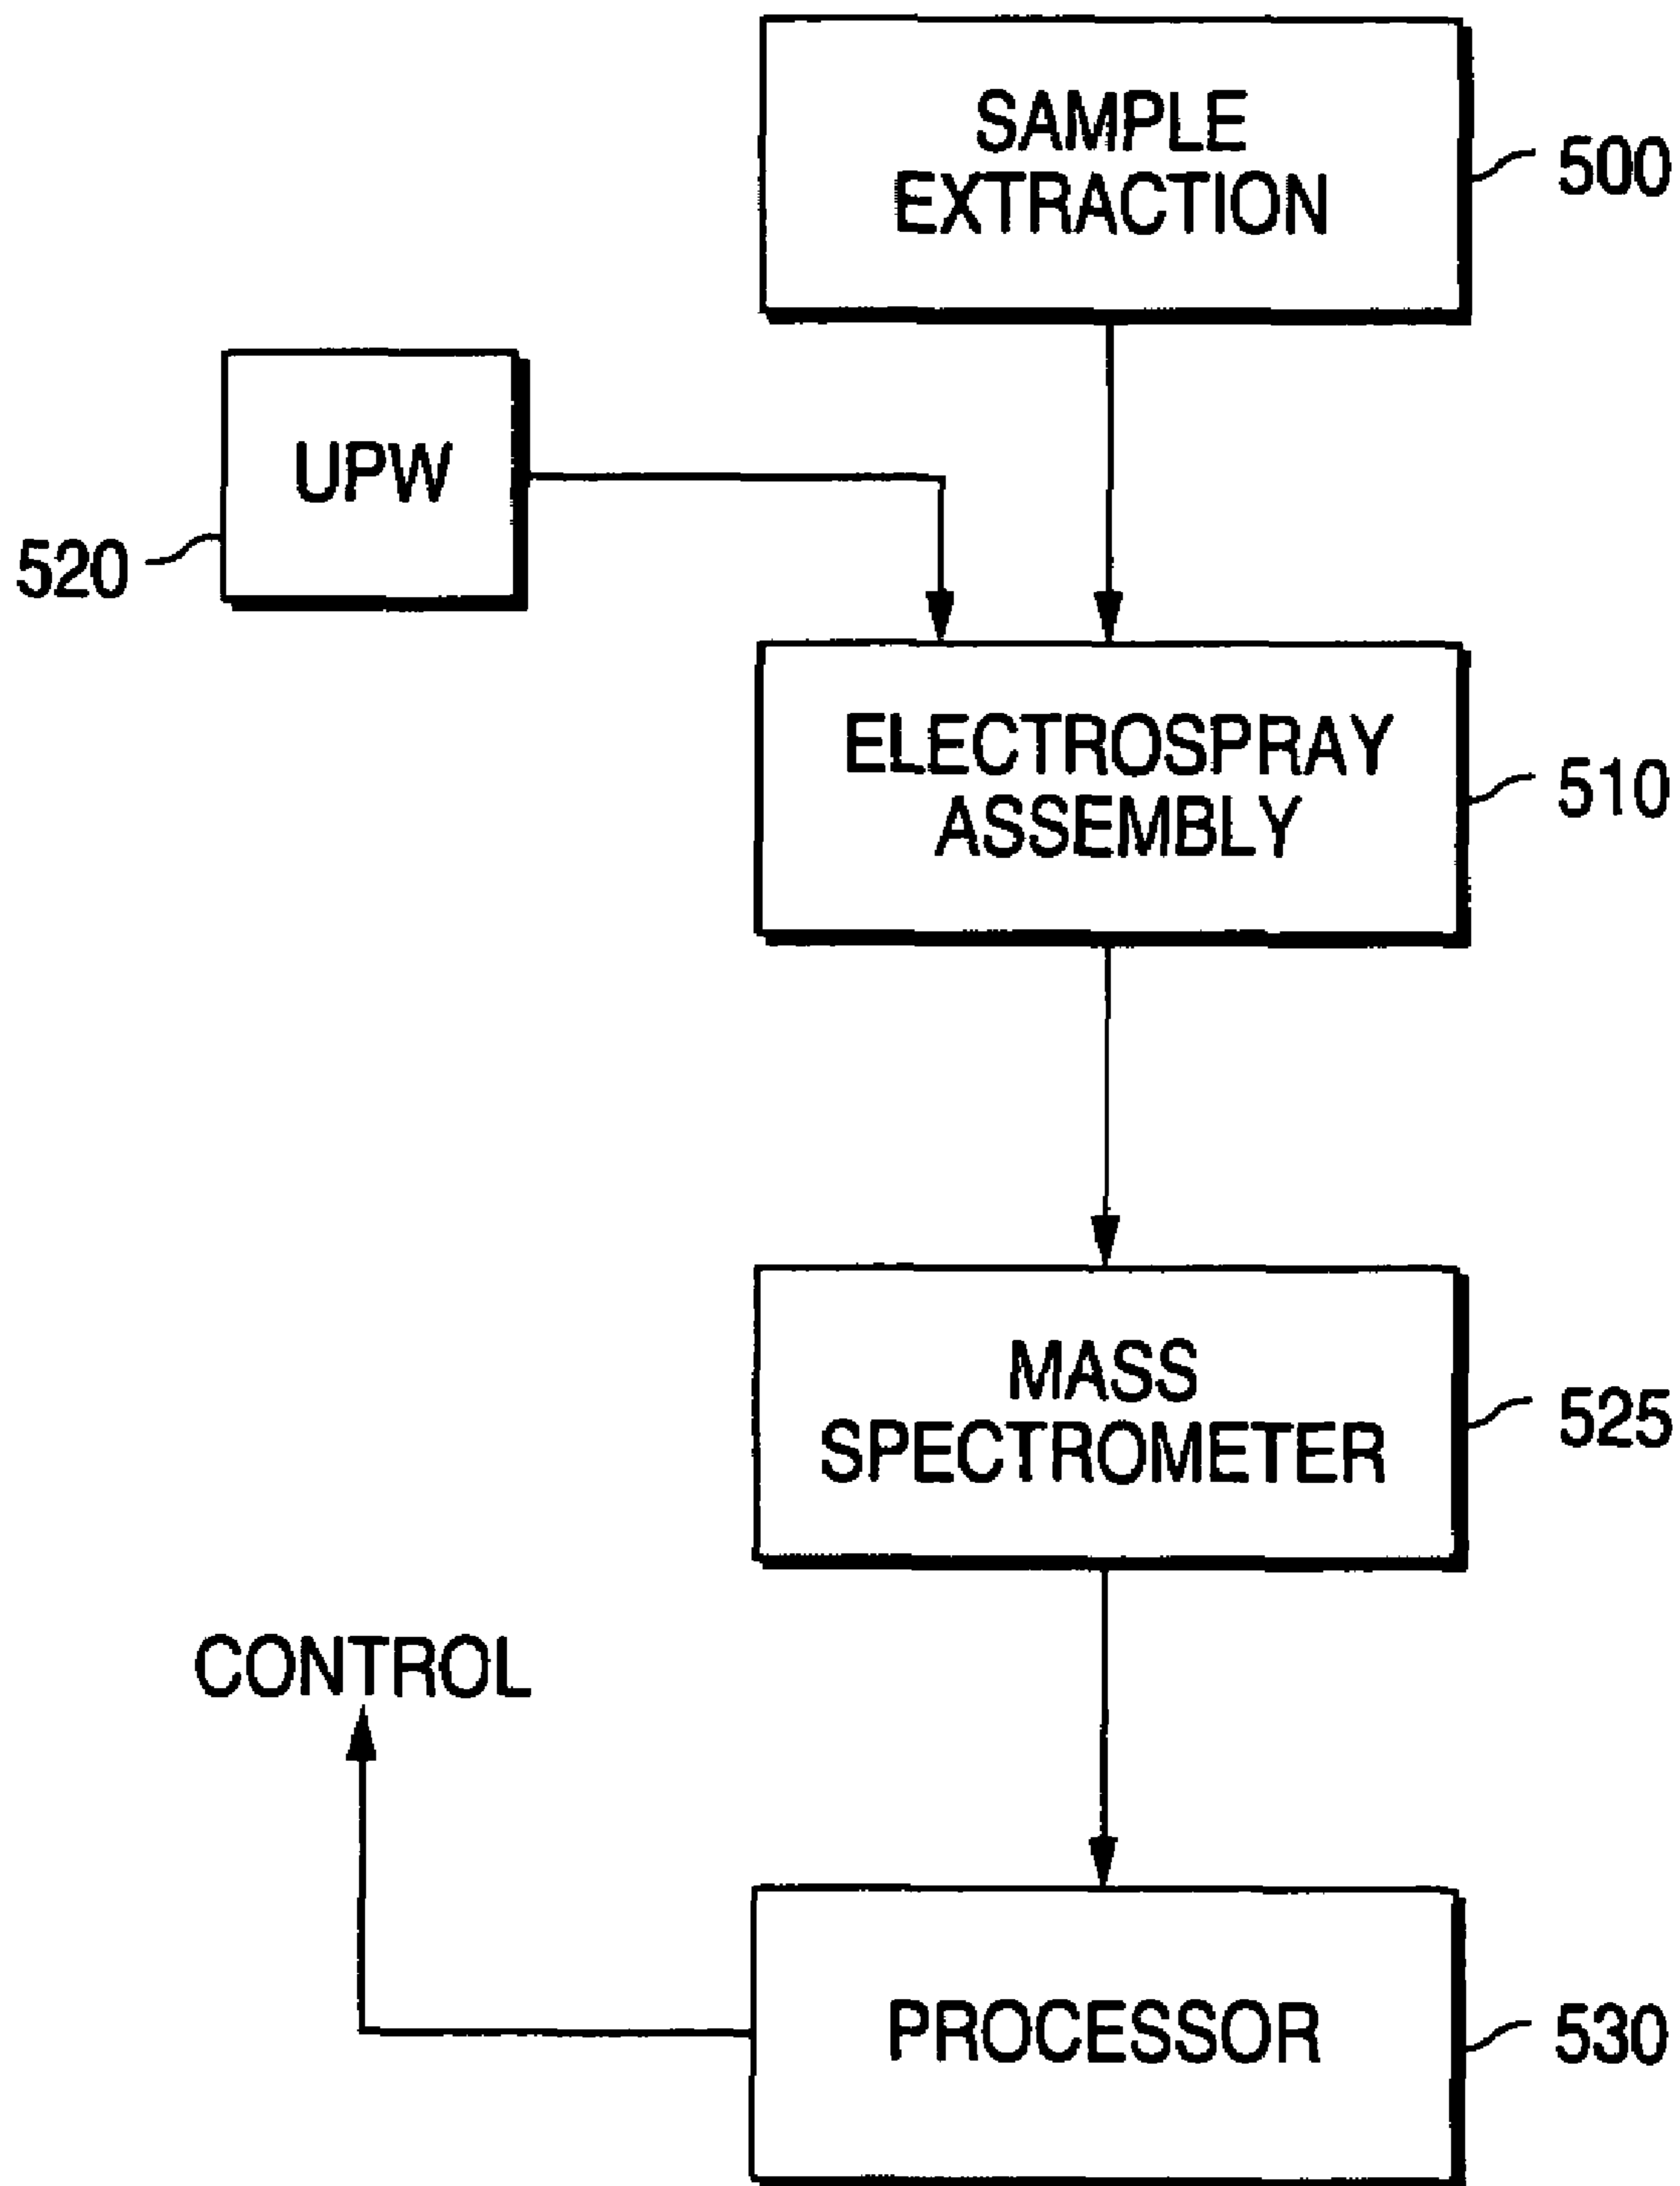 SAMPLE
EXTRACTION
500
UPW
520
ELECTROSPRAY
ASSEMBLY
510
MASS
SPECTROMETER
525
CONTROL
PROCESSOR
530